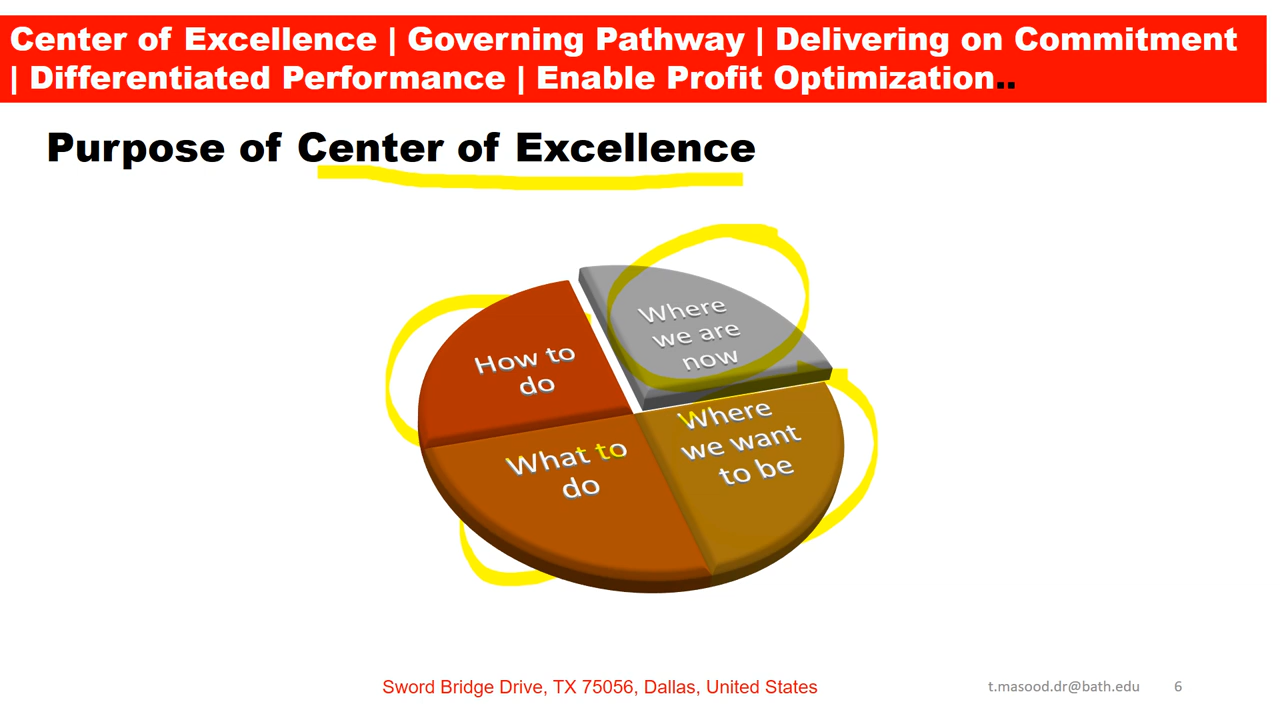 Center of Excellence | Governing Pathway | Delivering on Commitment
| Differentiated Performance | Enable Profit Optimization..
Purpose of Center of Excellence
Where
we are
now
How to
do
Where
we want
to be
What to
do
Sword Bridge Drive, TX 75056, Dallas, United States
t.masood.dr@bath.edu
6